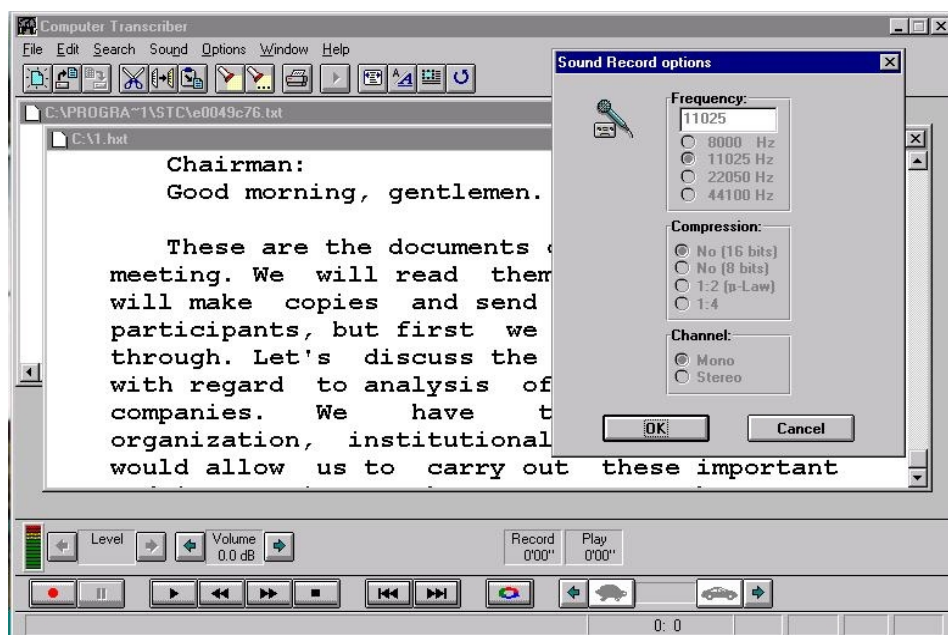 Computer Transcriber
File Edit Search Sound Options Window Help
C:\PROGRA~1\STC\e0049c76.txt
C:\1.hxt
Chairman:
Good morning, gentlemen.
These are the documents
meeting. We will read them
will make copies and send
participants, but first we
through. Let's discuss the
with regard to analysis of
companies. We have t
organization, institutional
would allow us to carry out these important
Sound Record options
Frequency:
11025
8000 Hz
11025 Hz
22050 Hz
44100 Hz
Compression:
No (16 bits)
No (8 bits)
1:2 (µ-Law)
1:4
Channel:
Mono
Stereo
OK Cancel
Level Volume Record Play
0.0 dB 0'00" 0'00"
0: 0